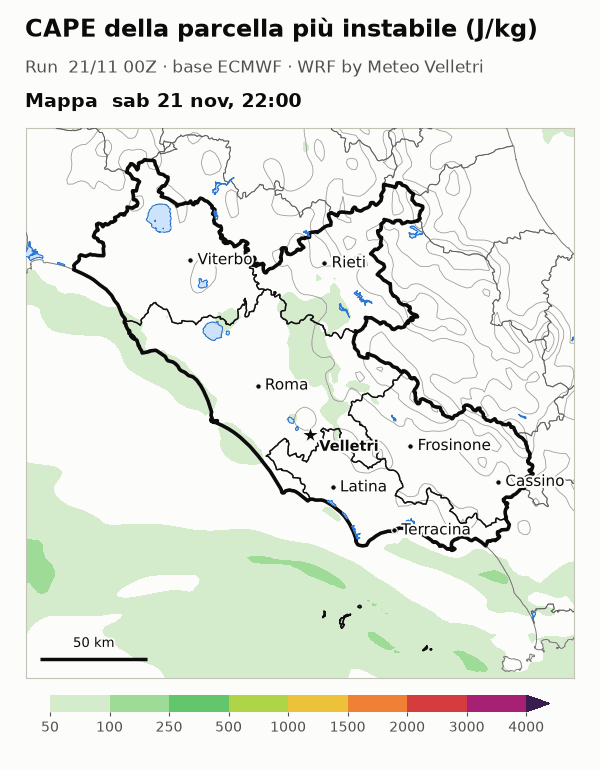 CAPE della parcella più instabile (J/kg)
Run  21/11 00Z · base ECMWF · WRF by Meteo Velletri
Mappa  sab 21 nov, 22:00
Viterbo
Rieti
Roma
Velletri
Frosinone
Latina
Cassino
Terracina
50 km
50 100 250 500 1000 1500 2000 3000 4000